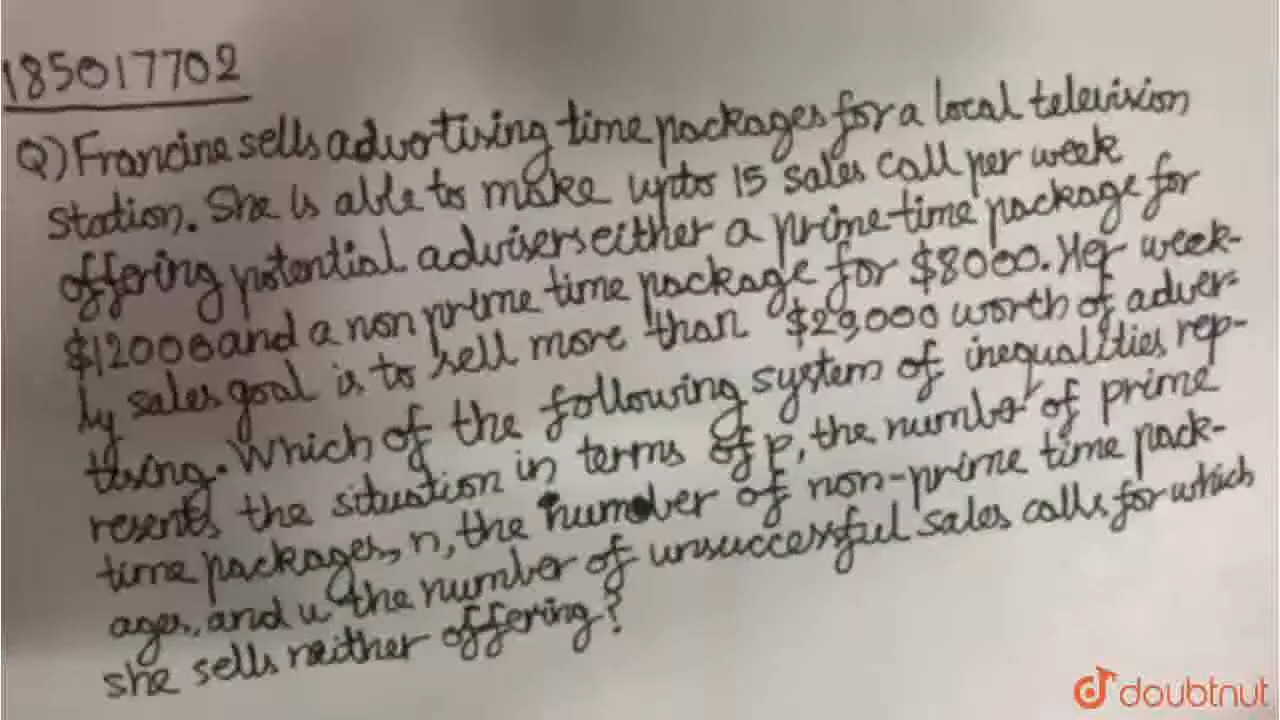 185017702
Q) Francine sells advortising time packages for a local television
station. She is able to make upto 15 sales call per week
offering potential advisers either a prime-time package for
$12000 and a non prime time package for $8000. Her week-
ly sales goal is to sell more than $29,000 worth of adver-
tising. Which of the following system of inequalities rep-
resents the situation in terms of p, the number of prime
time packages, n, the number of non-prime time pack-
ages, and u the number of unsuccessful sales calls for which
she sells neither offering?
doubtnut